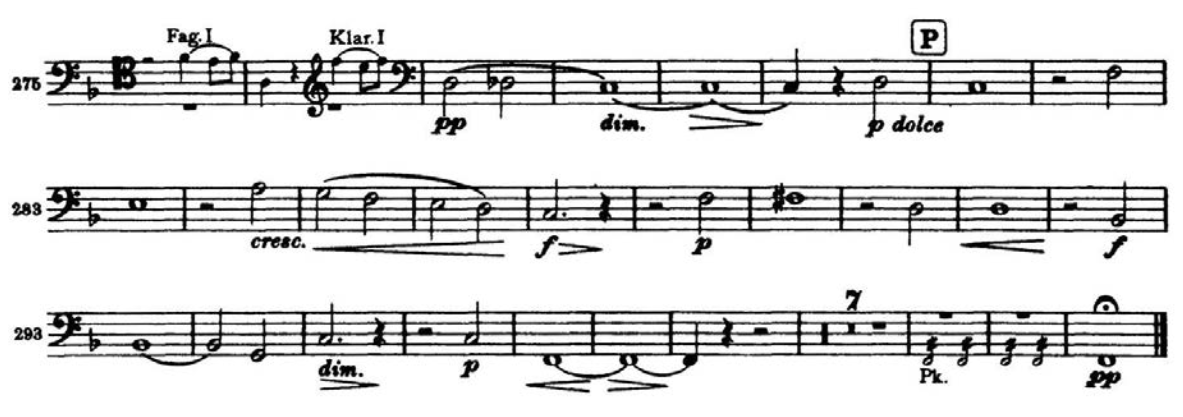 Fag. I Klar. I P
275
pp dim. p dolce
283
cresc. f p f
7
293
dim. p Pk. pp